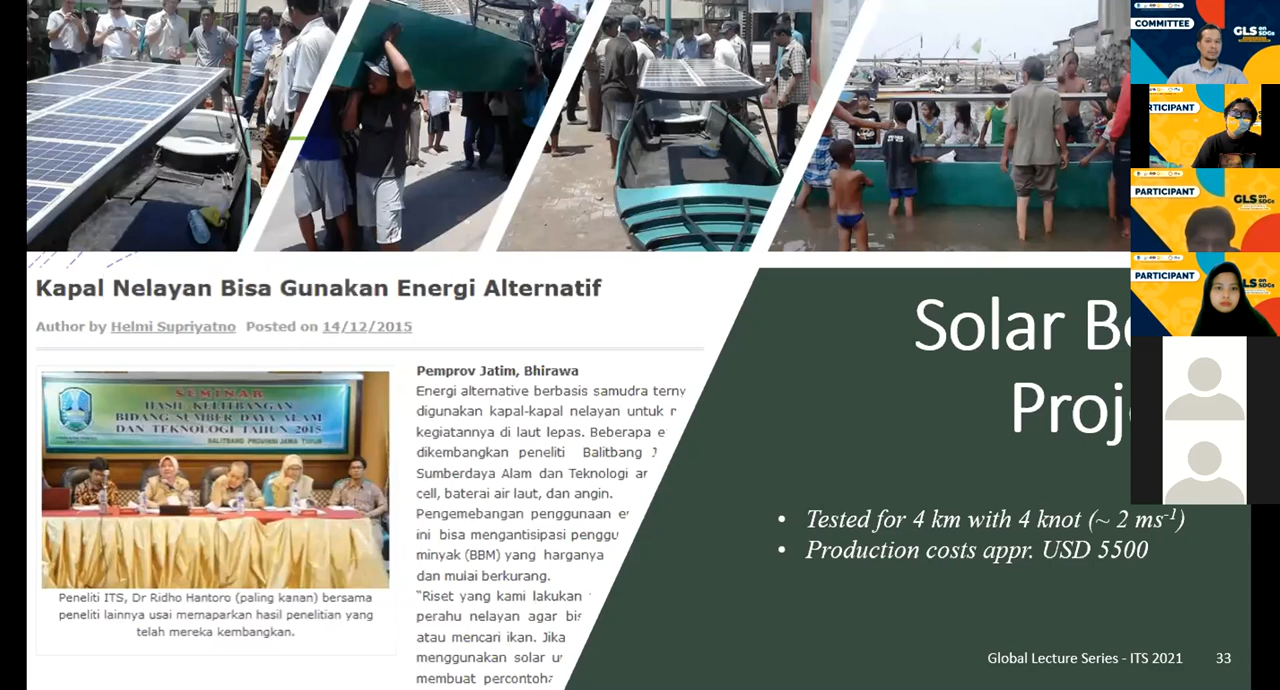 COMMITTEE
GLS on SDGs
PARTICIPANT
PARTICIPANT
GLS on SDGs
PARTICIPANT
GLS on SDGs
Kapal Nelayan Bisa Gunakan Energi Alternatif
Author by Helmi Supriyatno Posted on 14/12/2015
SEMINAR
HASIL KELITBANGAN
BIDANG SUMBER DAYA ALAM
DAN TEKNOLOGI TAHUN 2015
BALITBANG PROVINSI JAWA TIMUR
Peneliti ITS, Dr Ridho Hantoro (paling kanan) bersama
peneliti lainnya usai memaparkan hasil penelitian yang
telah mereka kembangkan.
Pemprov Jatim, Bhirawa
Energi alternative berbasis samudra terny
digunakan kapal-kapal nelayan untuk
kegiatannya di laut lepas. Beberapa
dikembangkan peneliti Balitbang
Sumberdaya Alam dan Teknologi
cell, baterai air laut, dan angin.
Pengemebangan penggunaan
ini bisa mengantisipasi penggu
minyak (BBM) yang harganya
dan mulai berkurang.
"Riset yang kami lakukan
perahu nelayan agar bis
atau mencari ikan. Jika
menggunakan solar
membuat percontoha
Solar B
Proj
• Tested for 4 km with 4 knot (~ 2 ms⁻¹)
• Production costs appr. USD 5500
Global Lecture Series - ITS 2021 33